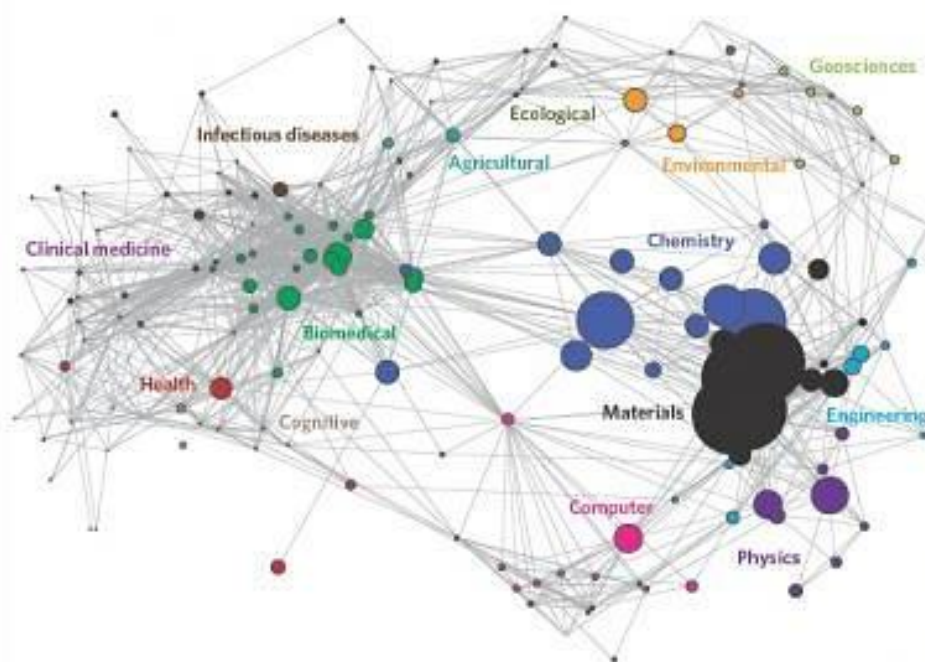 Geosciences
Ecological
Infectious diseases
Agricultural
Environmental
Clinical medicine
Chemistry
Biomedical
Health
Materials
Engineering
Cognitive
Computer
Physics